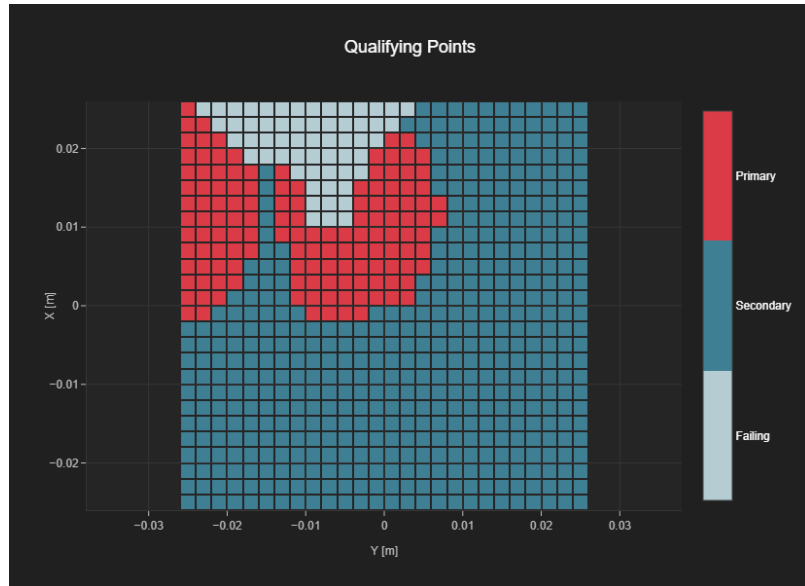 Qualifying Points
Primary
Secondary
Failing
0.02
0.01
0
−0.01
−0.02
X [m]
−0.03
−0.02
−0.01
0
0.01
0.02
0.03
Y [m]